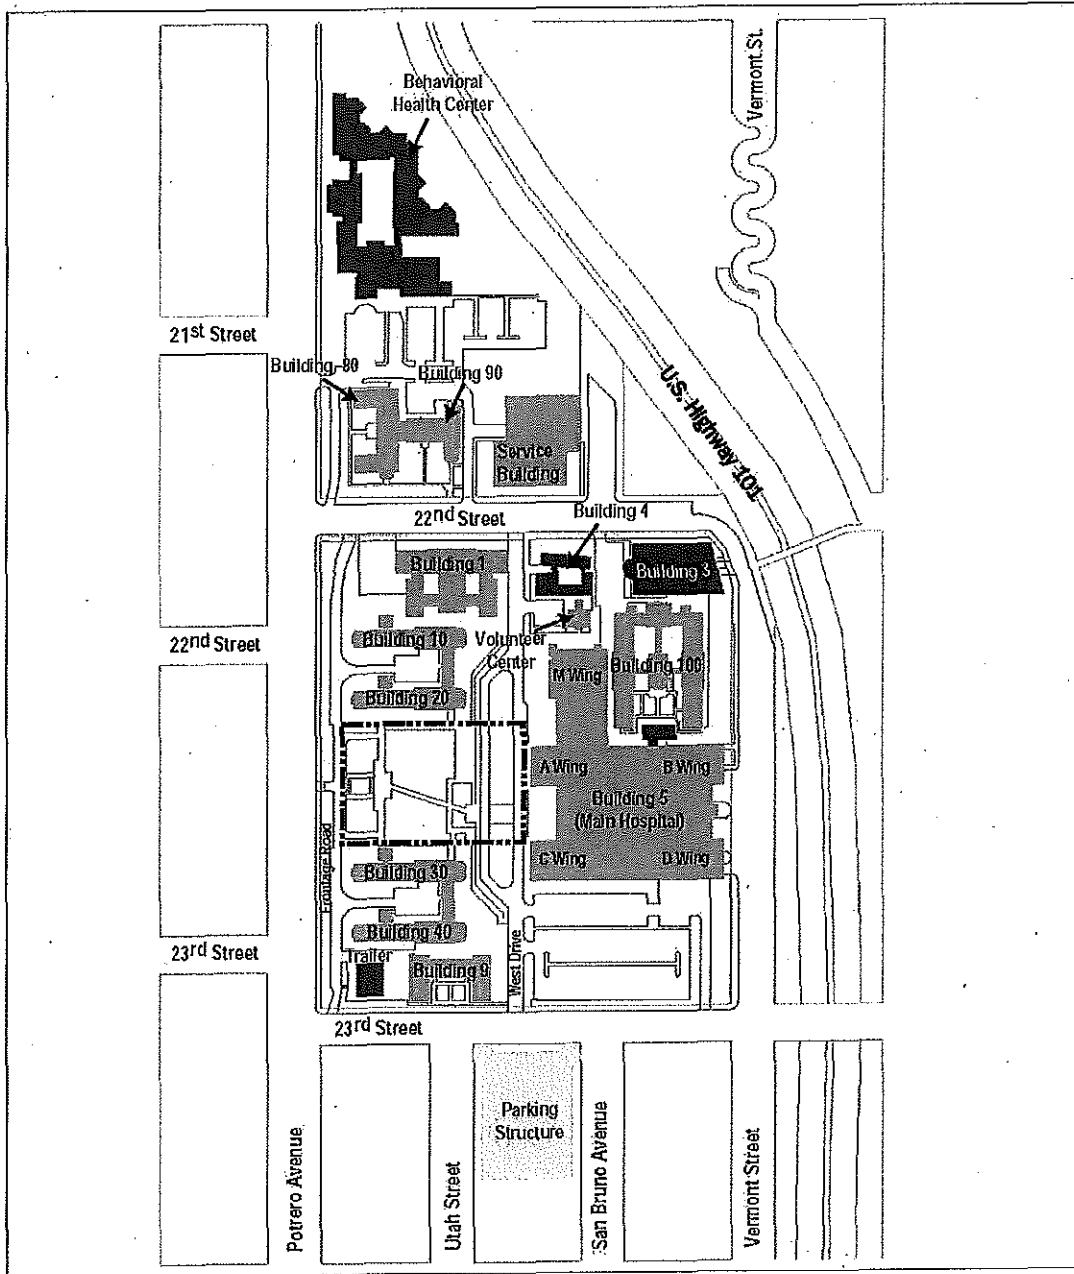 Vermont St.
Behavioral
Health Center
21st Street
Building 80
Building 90
U.S. Highway 101
Service
Building
22nd Street
Building 4
Building 1
Building 3
22nd Street
Building 10
Volunteer
Center
Building 100
M Wing
Building 20
A Wing
B Wing
Building 5
(Main Hospital)
C Wing
D Wing
Frontage Road
Building 30
Building 40
23rd Street
Trailer
Building 9
West Drive
23rd Street
Parking
Structure
Potrero Avenue
Utah Street
San Bruno Avenue
Vermont Street